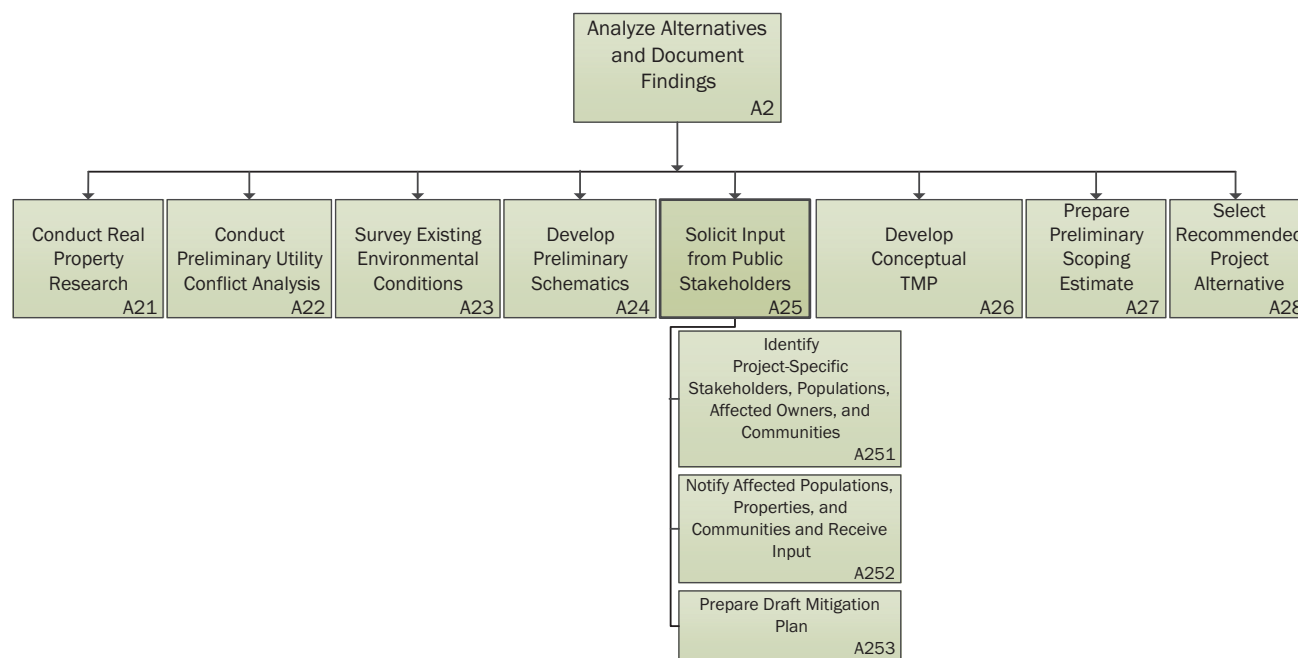 Analyze Alternatives
and Document
Findings
A2
Conduct Real
Property
Research
A21
Conduct
Preliminary Utility
Conflict Analysis
A22
Survey Existing
Environmental
Conditions
A23
Develop
Preliminary
Schematics
A24
Solicit Input
from Public
Stakeholders
A25
Develop
Conceptual
TMP
A26
Prepare
Preliminary
Scoping
Estimate
A27
Select
Recommended
Project
Alternative
A28
Identify
Project-Specific
Stakeholders, Populations,
Affected Owners, and
Communities
A251
Notify Affected Populations,
Properties, and
Communities and Receive
Input
A252
Prepare Draft Mitigation
Plan
A253